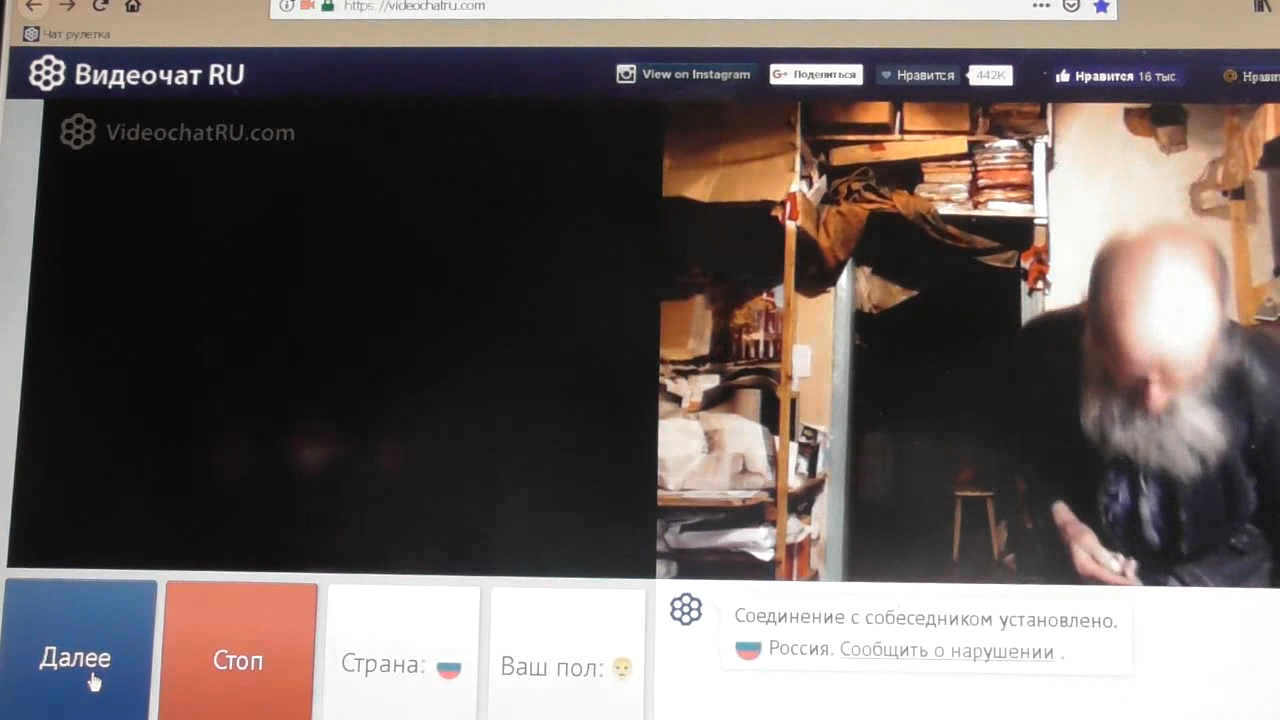 https://videochatru.com
Чат рулетка
Видеочат RU
View on Instagram
G+ Поделиться
Нравится
442K
Нравится 16 тыс.
VideochatRU.com
Далее
Стоп
Страна:
Ваш пол:
Соединение с собеседником установлено.
Россия. Сообщить о нарушении .